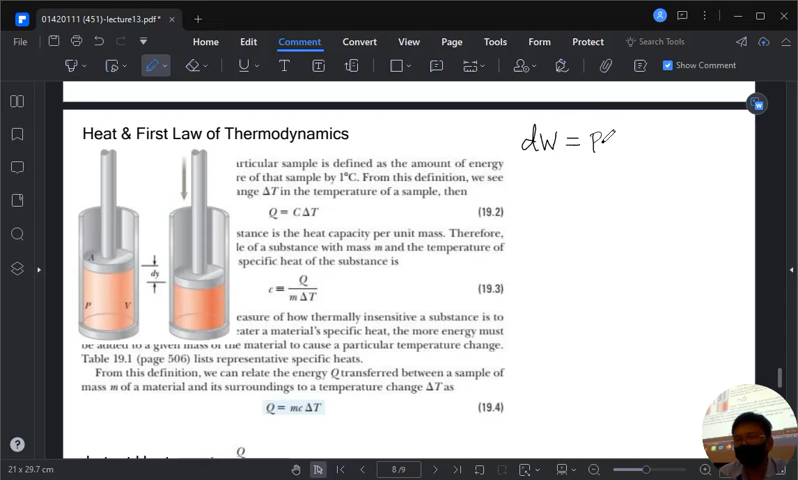 01420111 (451)-lecture13.pdf *
File
Home
Edit
Comment
Convert
View
Page
Tools
Form
Protect
Search Tools
Show Comment
Heat & First Law of Thermodynamics
dW = P
articular sample is defined as the amount of energy
re of that sample by 1°C. From this definition, we see
ange ΔT in the temperature of a sample, then
Q = C ΔT (19.2)
stance is the heat capacity per unit mass. Therefore,
le of a substance with mass m and the temperature of
specific heat of the substance is
c ≡ Q / m ΔT (19.3)
easure of how thermally insensitive a substance is to
eater a material's specific heat, the more energy must
be added to a given mass of the material to cause a particular temperature change.
Table 19.1 (page 506) lists representative specific heats.
From this definition, we can relate the energy Q transferred between a sample of
mass m of a material and its surroundings to a temperature change ΔT as
Q = mc ΔT (19.4)
A
dy
P
V
Q
21 x 29.7 cm
8 /9